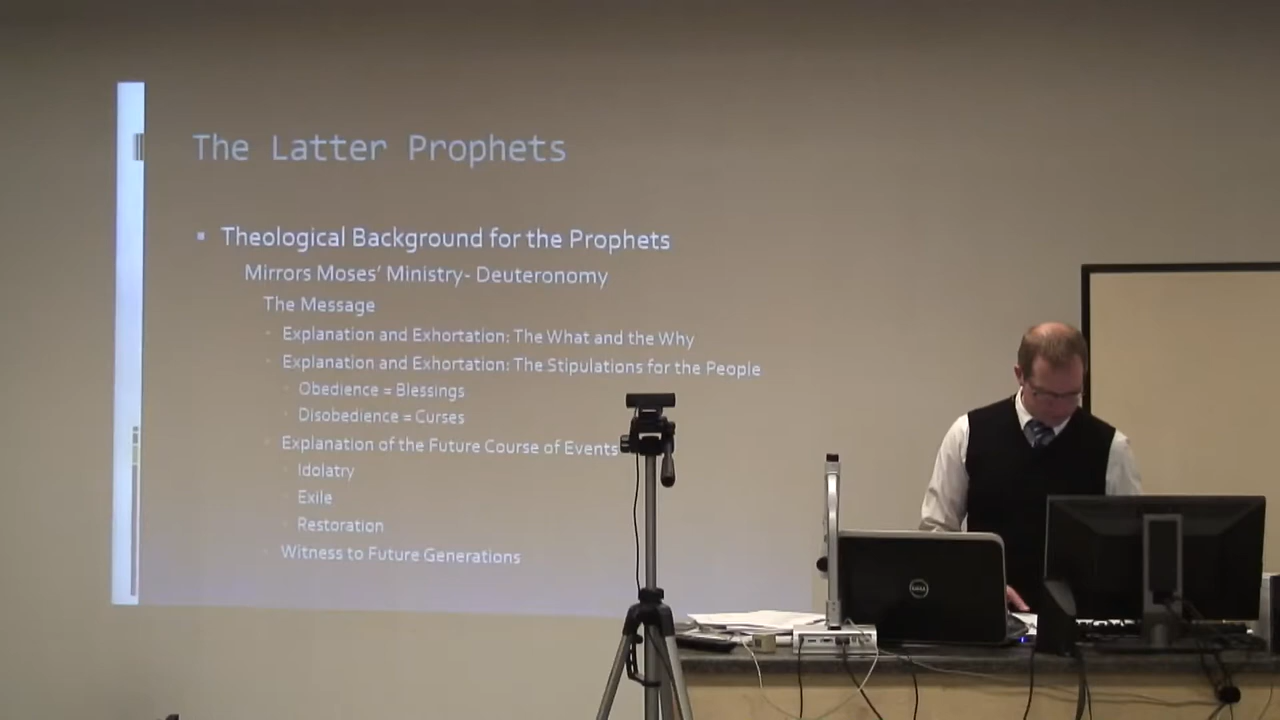 The Latter Prophets
Theological Background for the Prophets
Mirrors Moses' Ministry- Deuteronomy
The Message
Explanation and Exhortation: The What and the Why
Explanation and Exhortation: The Stipulations for the People
Obedience = Blessings
Disobedience = Curses
Explanation of the Future Course of Events
Idolatry
Exile
Restoration
Witness to Future Generations
DELL